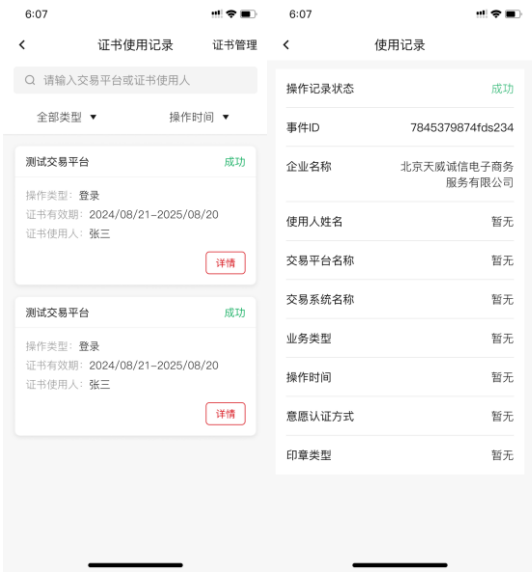 6:07
证书使用记录
证书管理
请输入交易平台或证书使用人
全部类型
操作时间
测试交易平台
成功
操作类型：登录
证书有效期：2024/08/21-2025/08/20
证书使用人：张三
详情
测试交易平台
成功
操作类型：登录
证书有效期：2024/08/21-2025/08/20
证书使用人：张三
详情
6:07
使用记录
操作记录状态
成功
事件ID
7845379874fds234
企业名称
北京天威诚信电子商务
服务有限公司
使用人姓名
暂无
交易平台名称
暂无
交易系统名称
暂无
业务类型
暂无
操作时间
暂无
意愿认证方式
暂无
印章类型
暂无